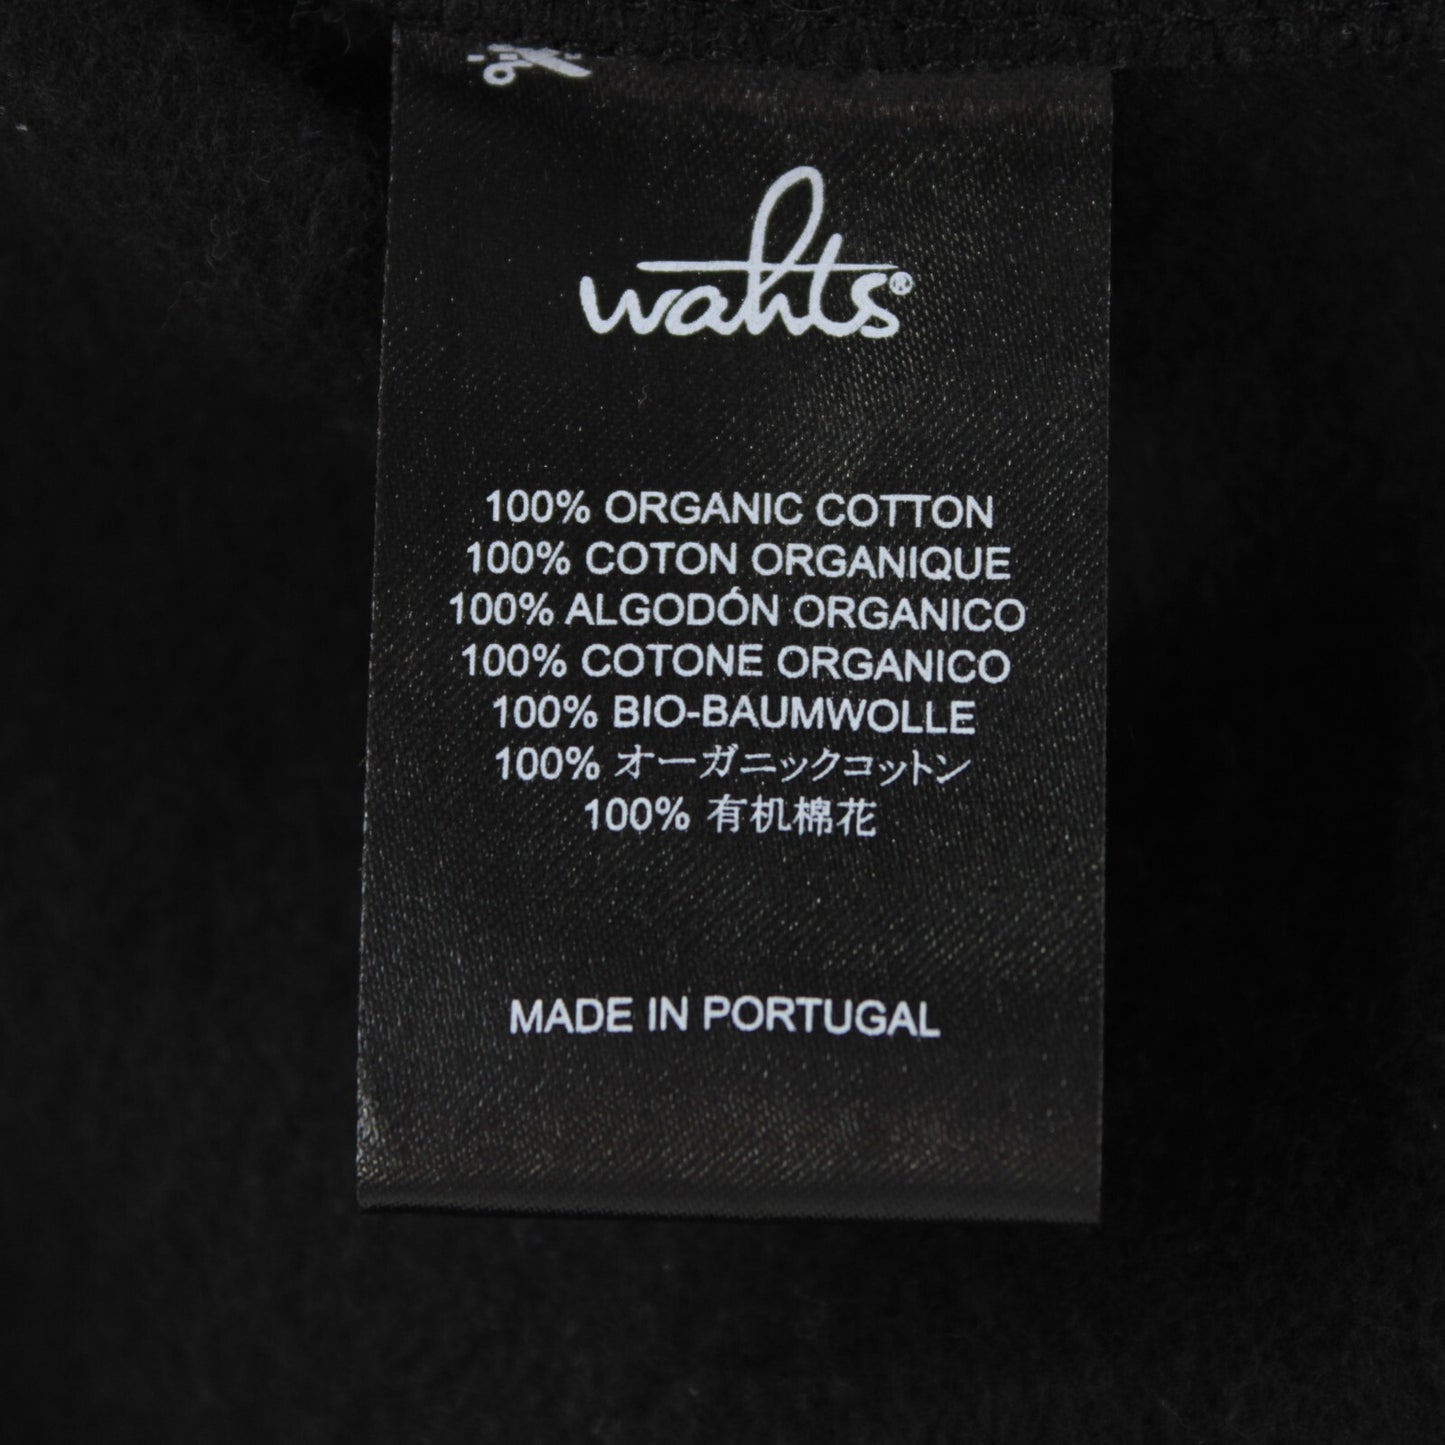 wahts®
100% ORGANIC COTTON
100% COTON ORGANIQUE
100% ALGODÓN ORGANICO
100% COTONE ORGANICO
100% BIO-BAUMWOLLE
100% オーガニックコットン
100% 有机棉花
MADE IN PORTUGAL